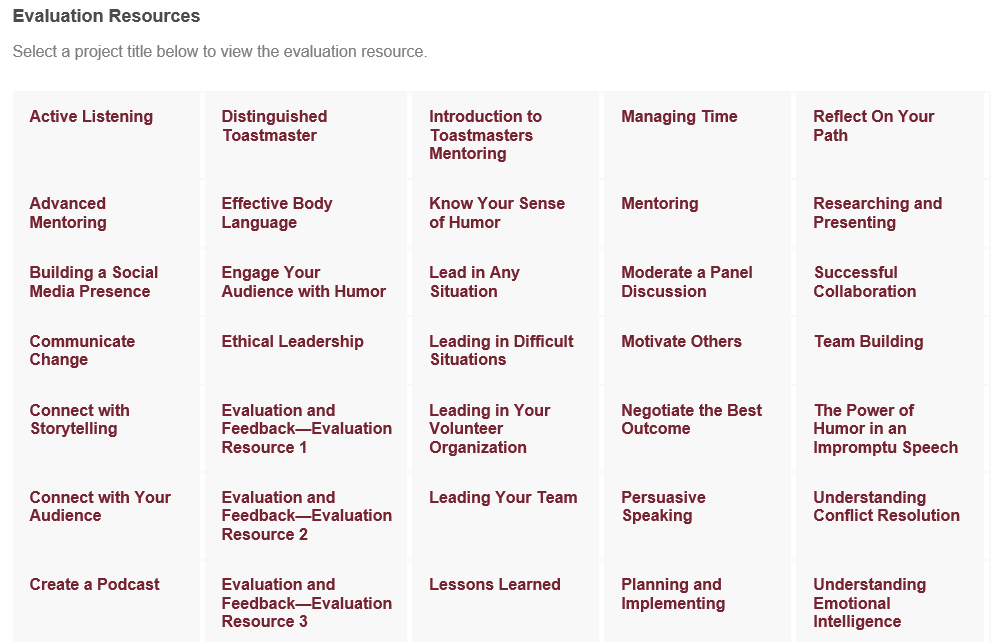 Evaluation Resources
Select a project title below to view the evaluation resource.
Active Listening
Distinguished
Toastmaster
Introduction to
Toastmasters
Mentoring
Managing Time
Reflect On Your
Path
Advanced
Mentoring
Effective Body
Language
Know Your Sense
of Humor
Mentoring
Researching and
Presenting
Building a Social
Media Presence
Engage Your
Audience with Humor
Lead in Any
Situation
Moderate a Panel
Discussion
Successful
Collaboration
Communicate
Change
Ethical Leadership
Leading in Difficult
Situations
Motivate Others
Team Building
Connect with
Storytelling
Evaluation and
Feedback—Evaluation
Resource 1
Leading in Your
Volunteer
Organization
Negotiate the Best
Outcome
The Power of
Humor in an
Impromptu Speech
Connect with Your
Audience
Evaluation and
Feedback—Evaluation
Resource 2
Leading Your Team
Persuasive
Speaking
Understanding
Conflict Resolution
Create a Podcast
Evaluation and
Feedback—Evaluation
Resource 3
Lessons Learned
Planning and
Implementing
Understanding
Emotional
Intelligence